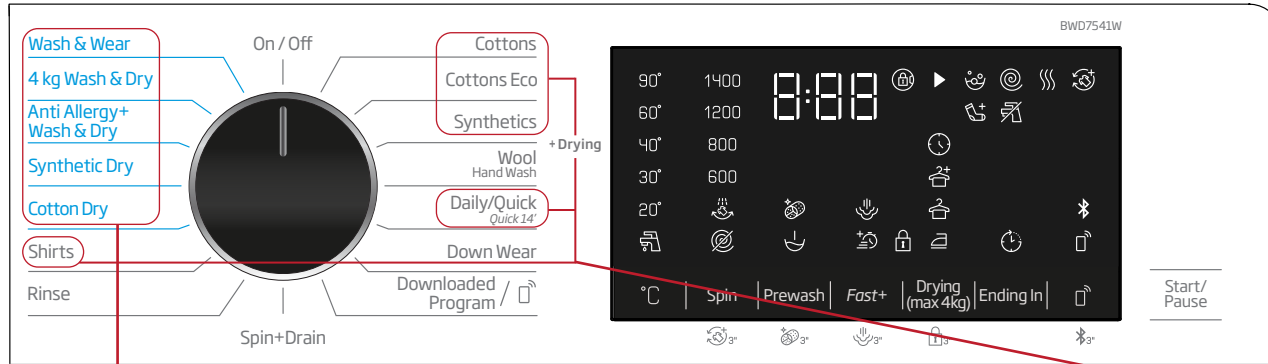 BWD7541W
On / Off
Wash & Wear
4 kg Wash & Dry
Anti Allergy+
Wash & Dry
Synthetic Dry
Cotton Dry
Shirts
Rinse
Spin+Drain
Cottons
Cottons Eco
Synthetics
+Drying
Wool
Hand Wash
Daily/Quick
Quick 14'
Down Wear
Downloaded
Program /
90° 1400 8:88
60° 1200
40° 800
30° 600
20°
°C Spin Prewash Fast+ Drying (max 4kg) Ending In
3" 3" 3" 3" 3"
Start/
Pause